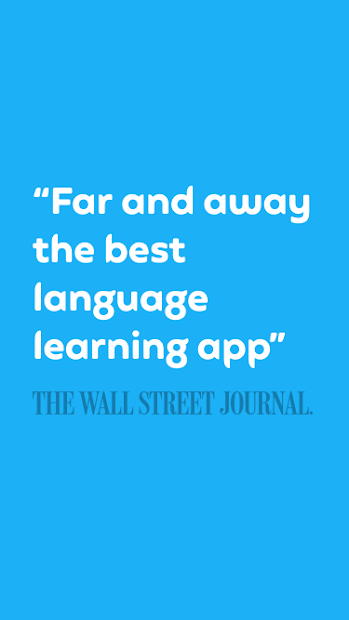 “Far and away
the best
language
learning app”
THE WALL STREET JOURNAL.